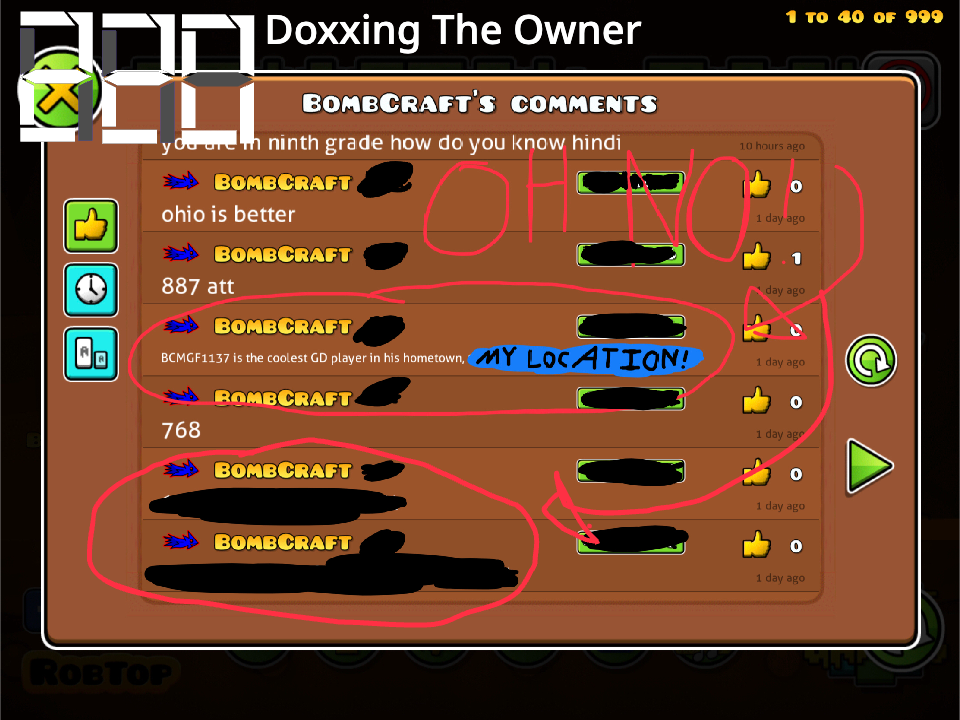 Doxxing The Owner
1 TO 40 OF 999
BOMBCRAFT'S COMMENTS
you are in ninth grade how do you know hindi
10 hours ago
OH NO!
BOMBCRAFT
0
ohio is better
1 day ago
BOMBCRAFT
1
887 att
1 day ago
BOMBCRAFT
0
BCMGF1137 is the coolest GD player in his hometown, MY LOCATION!
1 day ago
BOMBCRAFT
0
768
1 day ago
BOMBCRAFT
0
1 day ago
BOMBCRAFT
0
1 day ago
ROBTOP